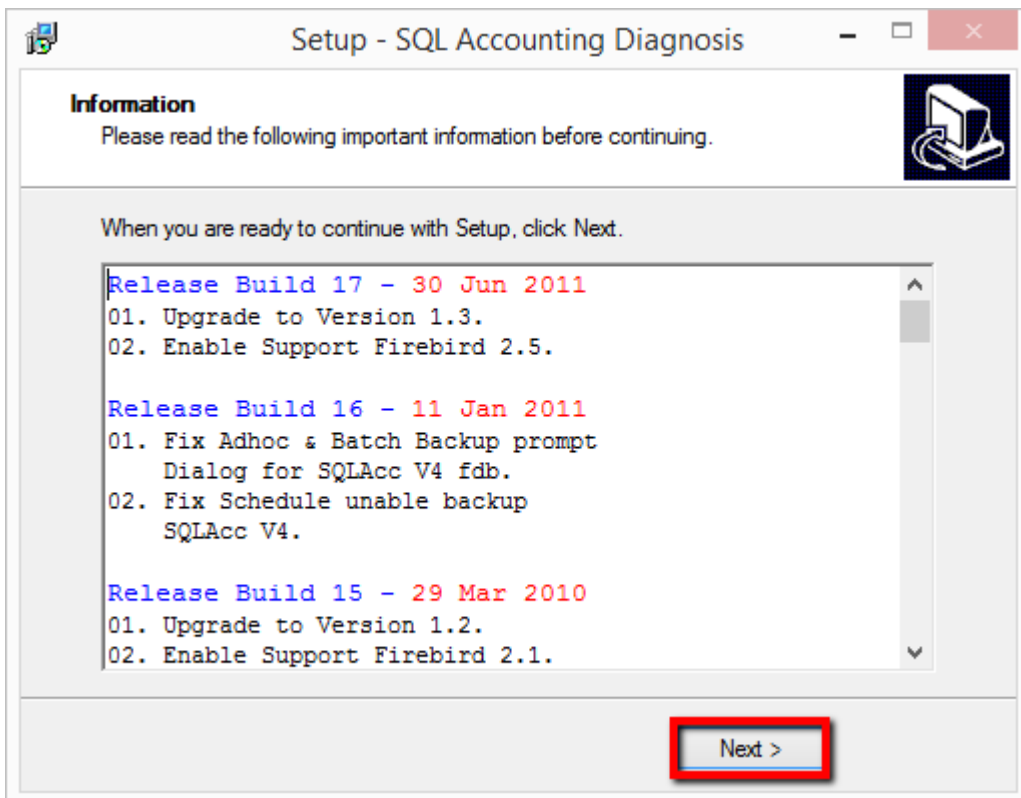 Setup - SQL Accounting Diagnosis
Information
Please read the following important information before continuing.
When you are ready to continue with Setup, click Next.
Release Build 17 - 30 Jun 2011
01. Upgrade to Version 1.3.
02. Enable Support Firebird 2.5.
Release Build 16 - 11 Jan 2011
01. Fix Adhoc & Batch Backup prompt
Dialog for SQLAcc V4 fdb.
02. Fix Schedule unable backup
SQLAcc V4.
Release Build 15 - 29 Mar 2010
01. Upgrade to Version 1.2.
02. Enable Support Firebird 2.1.
Next >